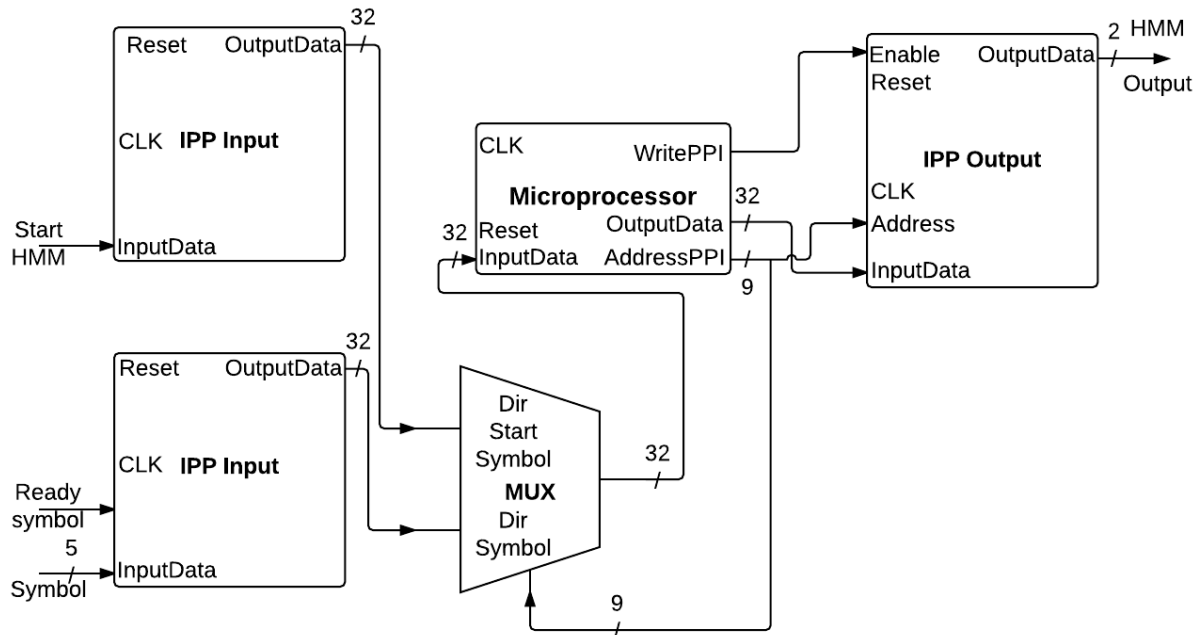 32
Reset OutputData
CLK IPP Input
Start
HMM
InputData
32
Reset OutputData
CLK IPP Input
Ready
symbol
5
Symbol
InputData
Dir
Start
Symbol
MUX
Dir
Symbol
32
9
32
CLK
WritePPI
Microprocessor
32
Reset OutputData
InputData AddressPPI
9
Enable OutputData
Reset
IPP Output
CLK
Address
InputData
2 HMM
Output